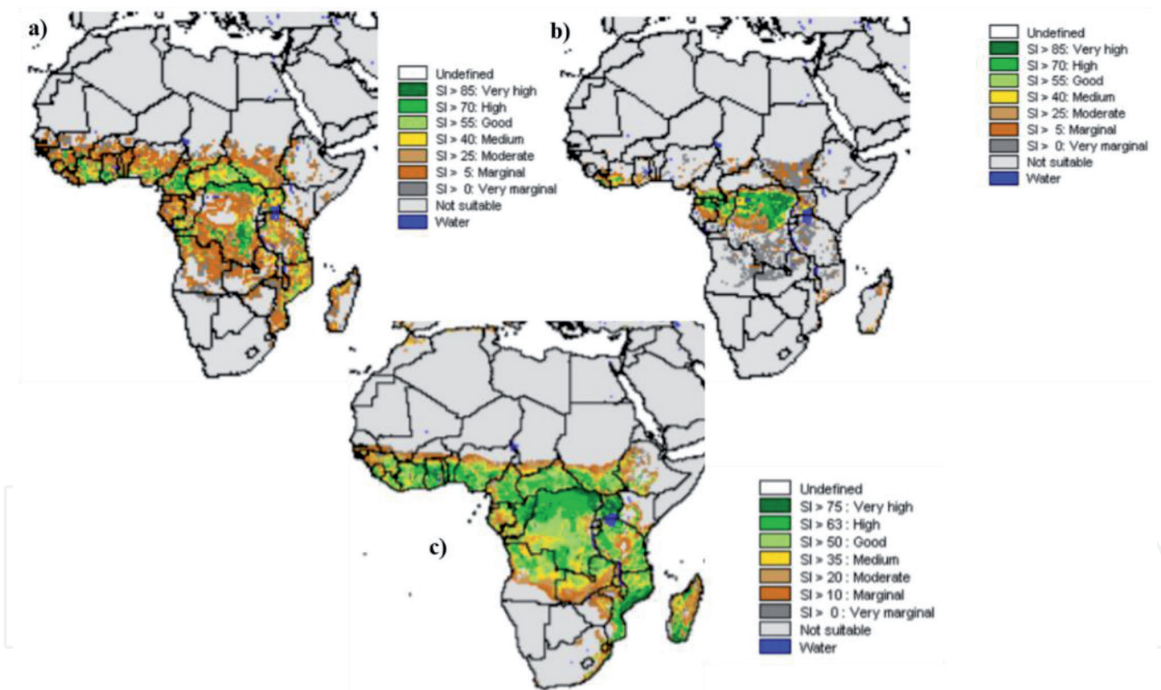 a)
Undefined
SI > 85: Very high
SI > 70: High
SI > 55: Good
SI > 40: Medium
SI > 25: Moderate
SI > 5: Marginal
SI > 0: Very marginal
Not suitable
Water
b)
Undefined
SI > 85: Very high
SI > 70: High
SI > 55: Good
SI > 40: Medium
SI > 25: Moderate
SI > 5: Marginal
SI > 0: Very marginal
Not suitable
Water
c)
Undefined
SI > 75 : Very high
SI > 63 : High
SI > 50 : Good
SI > 35 : Medium
SI > 20 : Moderate
SI > 10 : Marginal
SI > 0 : Very marginal
Not suitable
Water